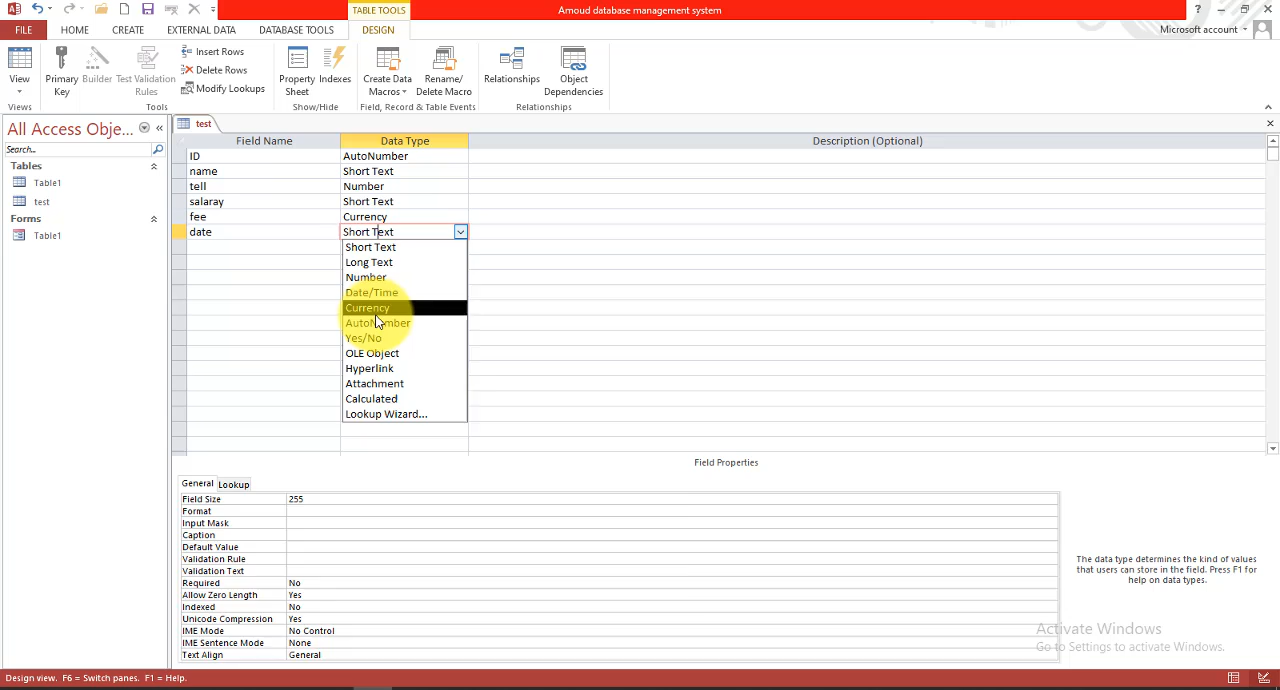 TABLE TOOLS
Amoud database management system
?
FILE
HOME
CREATE
EXTERNAL DATA
DATABASE TOOLS
DESIGN
Microsoft account
View
Primary Key
Builder
Test Validation Rules
Insert Rows
Delete Rows
Modify Lookups
Property Sheet
Indexes
Create Data Macros
Rename/ Delete Macro
Relationships
Object Dependencies
Views
Tools
Show/Hide
Field, Record & Table Events
Relationships
All Access Obje...
Search...
Tables
Table1
test
Forms
Table1
test
Field Name
Data Type
Description (Optional)
ID
AutoNumber
name
Short Text
tell
Number
salaray
Short Text
fee
Currency
date
Short Text
Short Text
Long Text
Number
Date/Time
Currency
AutoNumber
Yes/No
OLE Object
Hyperlink
Attachment
Calculated
Lookup Wizard...
Field Properties
General
Lookup
Field Size
255
Format
Input Mask
Caption
Default Value
Validation Rule
Validation Text
Required
No
Allow Zero Length
Yes
Indexed
No
Unicode Compression
Yes
IME Mode
No Control
IME Sentence Mode
None
Text Align
General
The data type determines the kind of values
that users can store in the field. Press F1 for
help on data types.
Activate Windows
Go to Settings to activate Windows.
Design view. F6 = Switch panes. F1 = Help.